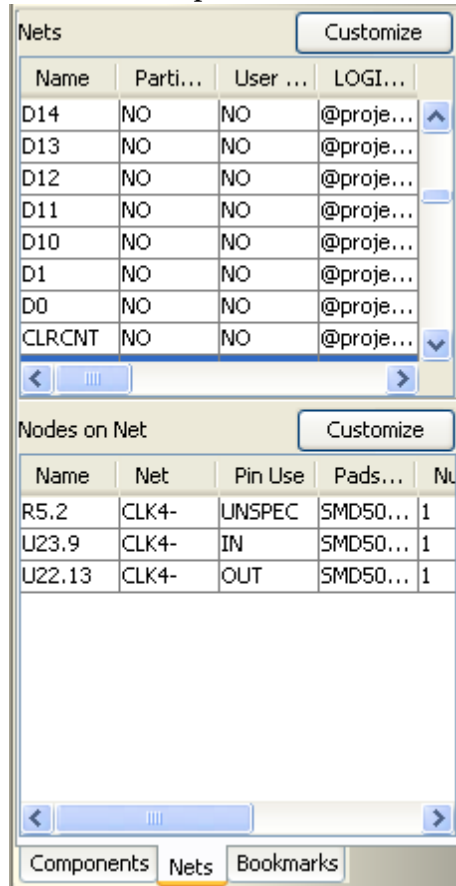 Nets Customize
Name Parti... User ... LOGI...
D14 NO NO @proje...
D13 NO NO @proje...
D12 NO NO @proje...
D11 NO NO @proje...
D10 NO NO @proje...
D1 NO NO @proje...
D0 NO NO @proje...
CLRCNT NO NO @proje...
Nodes on Net Customize
Name Net Pin Use Pads... Nu
R5.2 CLK4- UNSPEC SMD50... 1
U23.9 CLK4- IN SMD50... 1
U22.13 CLK4- OUT SMD50... 1
Components Nets Bookmarks